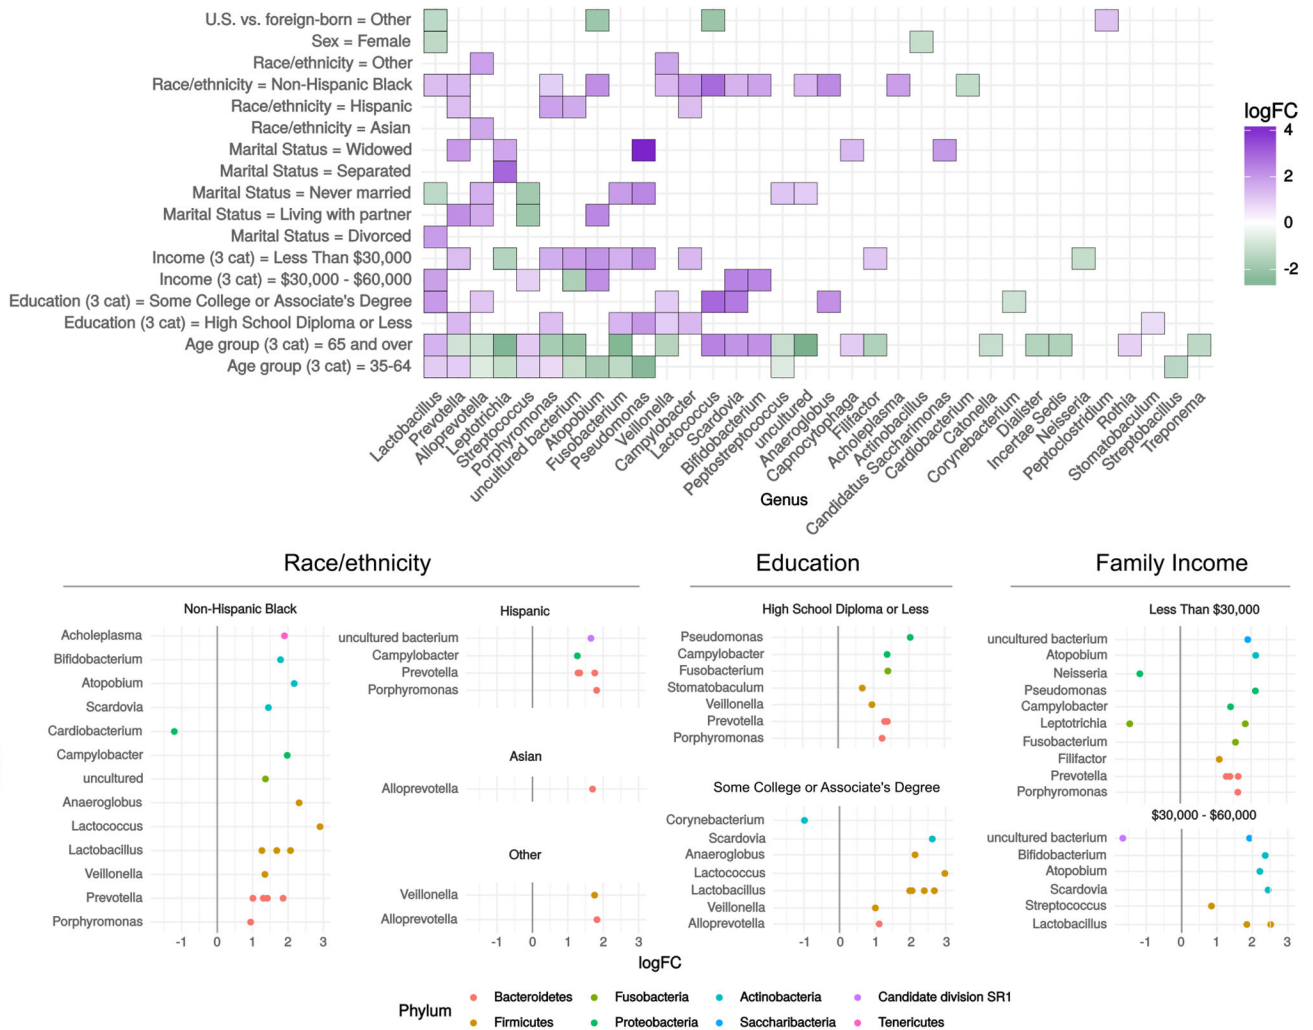 U.S. vs. foreign-born = Other
Sex = Female
Race/ethnicity = Other
Race/ethnicity = Non-Hispanic Black
Race/ethnicity = Hispanic
Race/ethnicity = Asian
Marital Status = Widowed
Marital Status = Separated
Marital Status = Never married
Marital Status = Living with partner
Marital Status = Divorced
Income (3 cat) = Less Than $30,000
Income (3 cat) = $30,000 - $60,000
Education (3 cat) = Some College or Associate's Degree
Education (3 cat) = High School Diploma or Less
Age group (3 cat) = 65 and over
Age group (3 cat) = 35-64
logFC
4
2
0
-2
Lactobacillus
Prevotella
Alloprevotella
Leptotrichia
Streptococcus
Porphyromonas
uncultured bacterium
Atopobium
Fusobacterium
Pseudomonas
Veillonella
Campylobacter
Lactococcus
Scardovia
Bifidobacterium
Peptostreptococcus
uncultured
Anaeroglobus
Capnocytophaga
Filifactor
Acholeplasma
Actinobacillus
Candidatus Saccharimonas
Cardiobacterium
Catonella
Corynebacterium
Dialister
Incertae Sedis
Neisseria
Peptoclostridium
Rothia
Stomatobaculum
Streptobacillus
Treponema
Genus
Race/ethnicity
Education
Family Income
Non-Hispanic Black
Acholeplasma
Bifidobacterium
Atopobium
Scardovia
Cardiobacterium
Campylobacter
uncultured
Anaeroglobus
Lactococcus
Lactobacillus
Veillonella
Prevotella
Porphyromonas
-1 0 1 2 3
Hispanic
uncultured bacterium
Campylobacter
Prevotella
Porphyromonas
Asian
Alloprevotella
Other
Veillonella
Alloprevotella
-1 0 1 2 3
High School Diploma or Less
Pseudomonas
Campylobacter
Fusobacterium
Stomatobaculum
Veillonella
Prevotella
Porphyromonas
Some College or Associate's Degree
Corynebacterium
Scardovia
Anaeroglobus
Lactococcus
Lactobacillus
Veillonella
Alloprevotella
-1 0 1 2 3
Less Than $30,000
uncultured bacterium
Atopobium
Neisseria
Pseudomonas
Campylobacter
Leptotrichia
Fusobacterium
Filifactor
Prevotella
Porphyromonas
$30,000 - $60,000
uncultured bacterium
Bifidobacterium
Atopobium
Scardovia
Streptococcus
Lactobacillus
-1 0 1 2 3
logFC
Phylum
Bacteroidetes Fusobacteria Actinobacteria Candidate division SR1
Firmicutes Proteobacteria Saccharibacteria Tenericutes